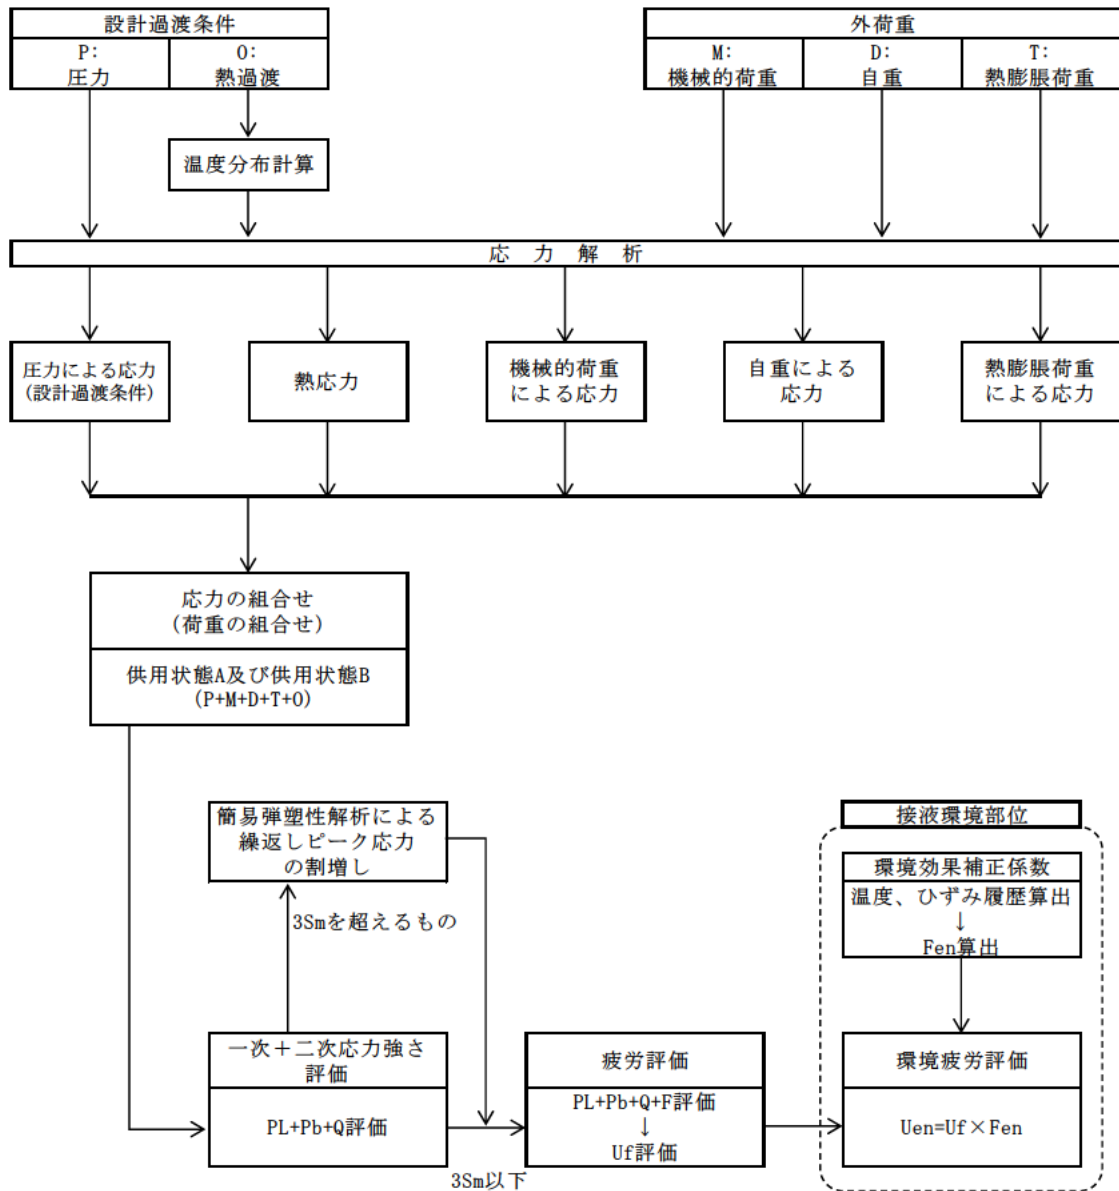 設計過渡条件
P:
圧力
O:
熱過渡
外荷重
M:
機械的荷重
D:
自重
T:
熱膨脹荷重
温度分布計算
応 力 解 析
圧力による応力
(設計過渡条件)
熱応力
機械的荷重
による応力
自重による
応力
熱膨脹荷重
による応力
応力の組合せ
(荷重の組合せ)
供用状態A及び供用状態B
(P+M+D+T+O)
簡易弾塑性解析による
繰返しピーク応力
の割増し
3Smを超えるもの
一次＋二次応力強さ
評価
PL+Pb+Q評価
3Sm以下
疲労評価
PL+Pb+Q+F評価
↓
Uf評価
接液環境部位
環境効果補正係数
温度、ひずみ履歴算出
↓
Fen算出
環境疲労評価
Uen=Uf×Fen